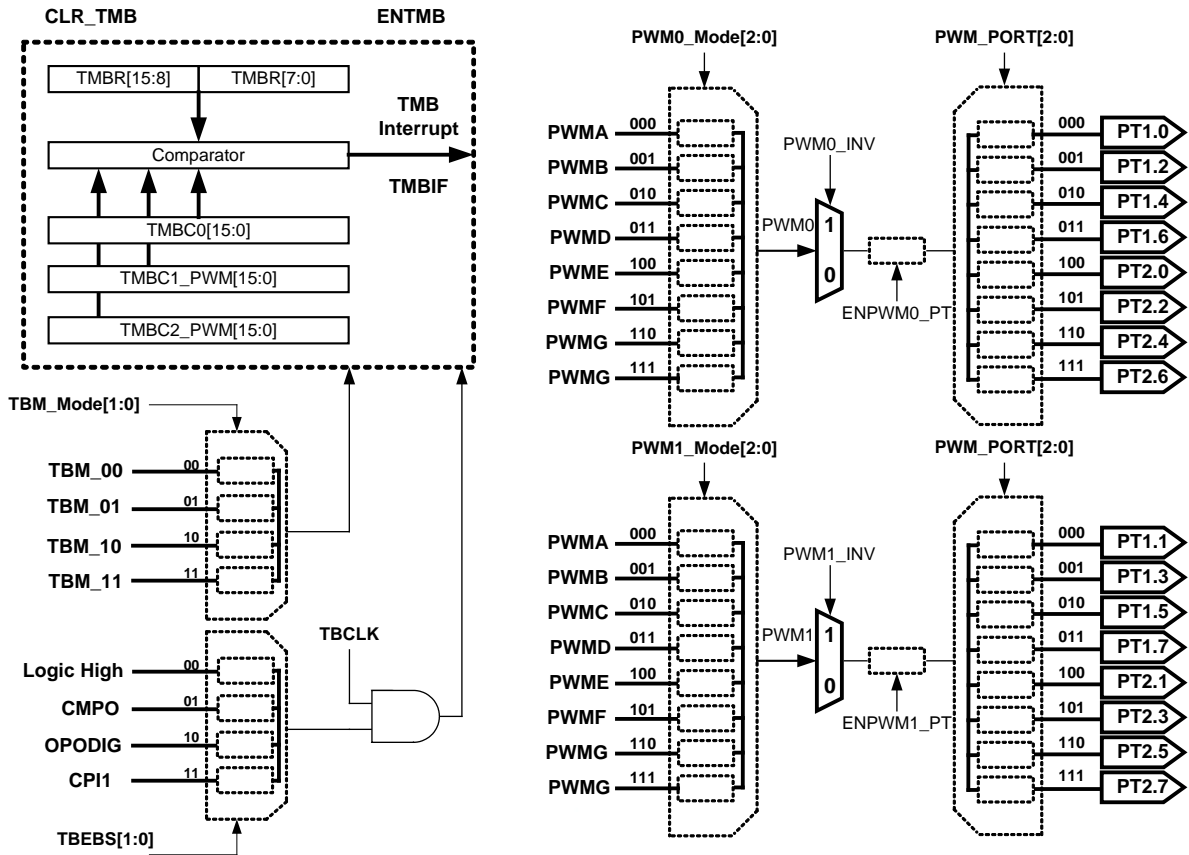 CLR_TMB
ENTMB
TMBR[15:8]
TMBR[7:0]
TMB
Interrupt
Comparator
TMBIF
TMBC0[15:0]
TMBC1_PWM[15:0]
TMBC2_PWM[15:0]
TBM_Mode[1:0]
TBM_00
00
TBM_01
01
TBM_10
10
TBM_11
11
TBCLK
Logic High
00
CMPO
01
OPODIG
10
CPI1
11
TBEBS[1:0]
PWM0_Mode[2:0]
PWM_PORT[2:0]
PWMA 000
PWMB 001
PWMC 010
PWMD 011
PWME 100
PWMF 101
PWMG 110
PWMG 111
PWM0_INV
PWM0
1
0
ENPWM0_PT
000 PT1.0
001 PT1.2
010 PT1.4
011 PT1.6
100 PT2.0
101 PT2.2
110 PT2.4
111 PT2.6
PWM1_Mode[2:0]
PWM_PORT[2:0]
PWMA 000
PWMB 001
PWMC 010
PWMD 011
PWME 100
PWMF 101
PWMG 110
PWMG 111
PWM1_INV
PWM1
1
0
ENPWM1_PT
000 PT1.1
001 PT1.3
010 PT1.5
011 PT1.7
100 PT2.1
101 PT2.3
110 PT2.5
111 PT2.7